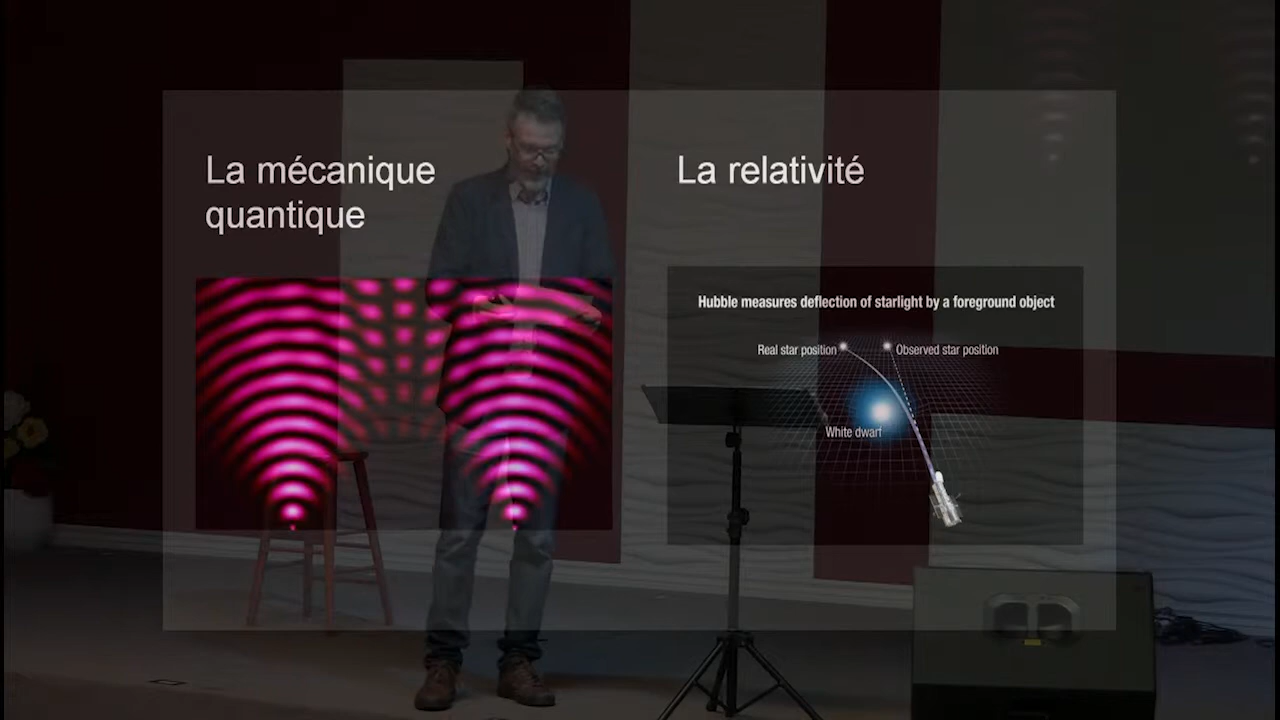 La mécanique
quantique
La relativité
Hubble measures deflection of starlight by a foreground object
Real star position
Observed star position
White dwarf